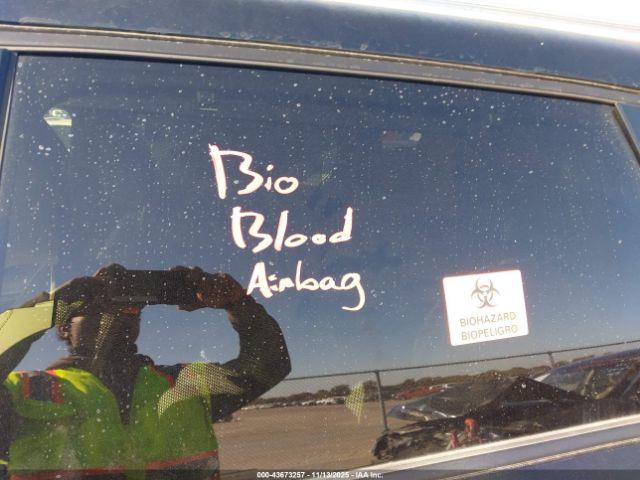 Bio
Blood
Airbag
BIOHAZARD
BIOPELIGRO
000-43673257 - 11/13/2025 - IAA Inc.